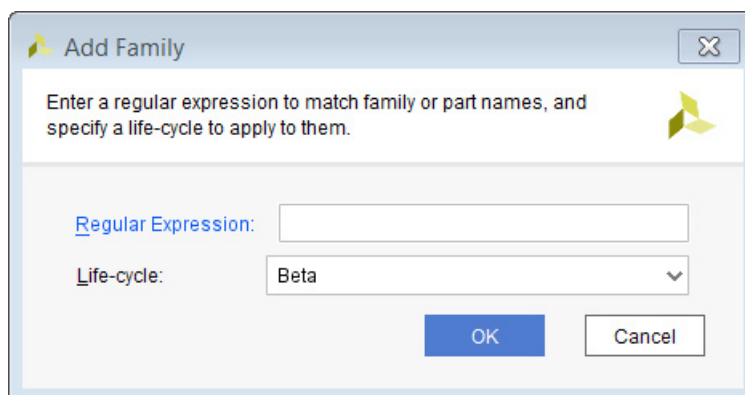 Add Family
Enter a regular expression to match family or part names, and
specify a life-cycle to apply to them.
Regular Expression:
Life-cycle: Beta
OK Cancel